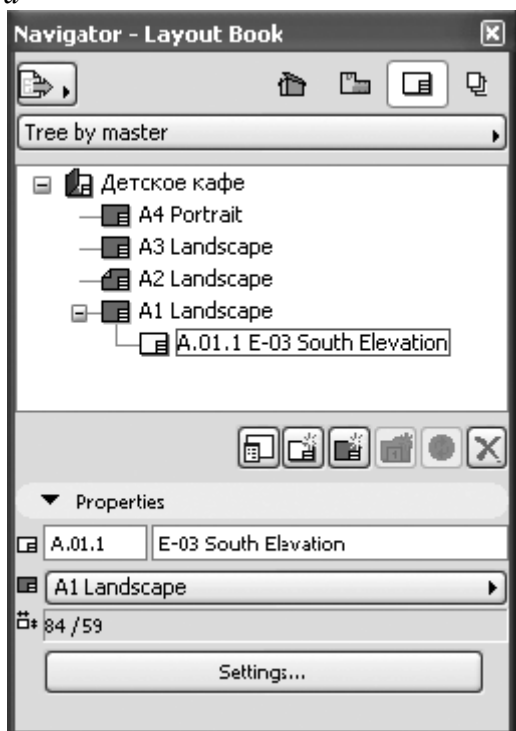 а
Navigator - Layout Book
Tree by master
Детское кафе
A4 Portrait
A3 Landscape
A2 Landscape
A1 Landscape
A.01.1 E-03 South Elevation
Properties
A.01.1 E-03 South Elevation
A1 Landscape
84 / 59
Settings...